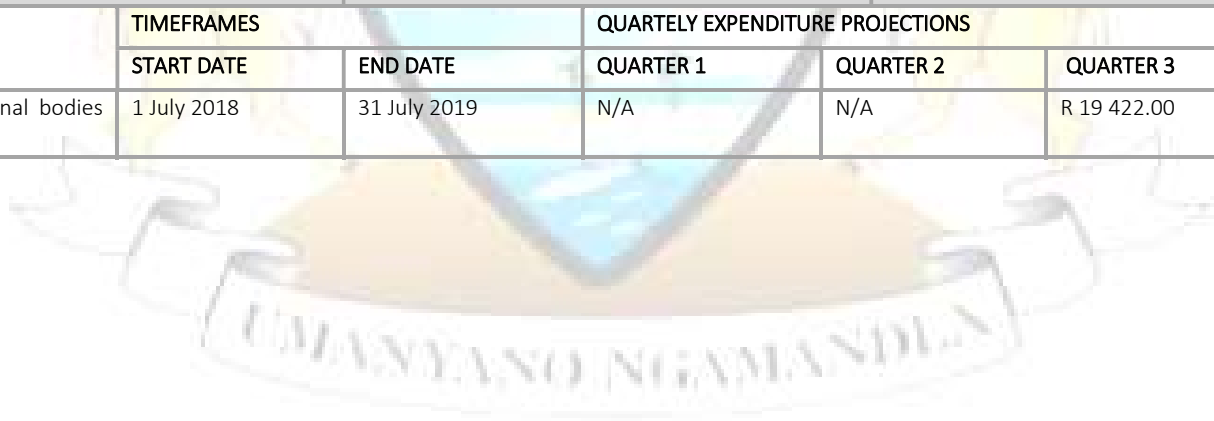 TIMEFRAMES QUARTELY EXPENDITURE PROJECTIONS
START DATE END DATE QUARTER 1 QUARTER 2 QUARTER 3
nal bodies 1 July 2018 31 July 2019 N/A N/A R 19 422.00
UMANYANO NGAMANDLA